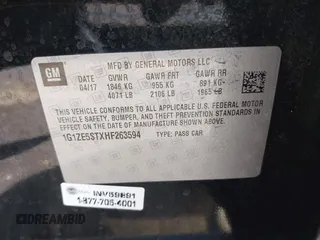 GM
MFD BY GENERAL MOTORS LLC
DATE GVWR GAWR FRT GAWR RR
04/17 1846 KG 955 KG 891 KG
4071 LB 2106 LB 1965 LB
THIS VEHICLE CONFORMS TO ALL APPLICABLE U.S. FEDERAL MOTOR
VEHICLE SAFETY, BUMPER, AND THEFT PREVENTION STANDARDS
IN EFFECT ON THE DATE OF MANUFACTURE SHOWN ABOVE.
1G1ZE5STXHF263594 TYPE: PASS CAR
INV59891
1-877-705-4001
©AutoBidMaster